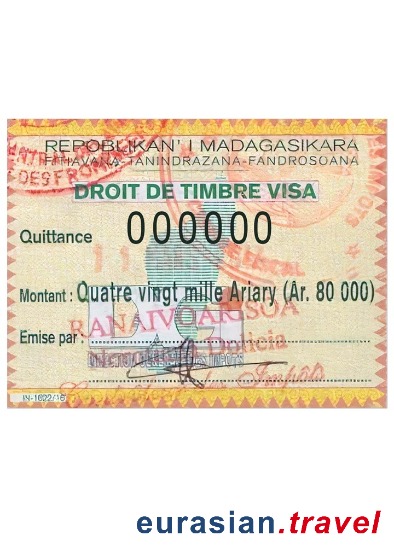 REPOBLIKAN' I MADAGASIKARA
FITIAVANA-TANINDRAZANA-FANDROSOANA
DROIT DE TIMBRE VISA
Quittance 000000
Montant : Quatre vingt mille Ariary (Ar. 80 000)
RANAIVOARISOA
Emise par :
IN-1622/16
eurasian.travel